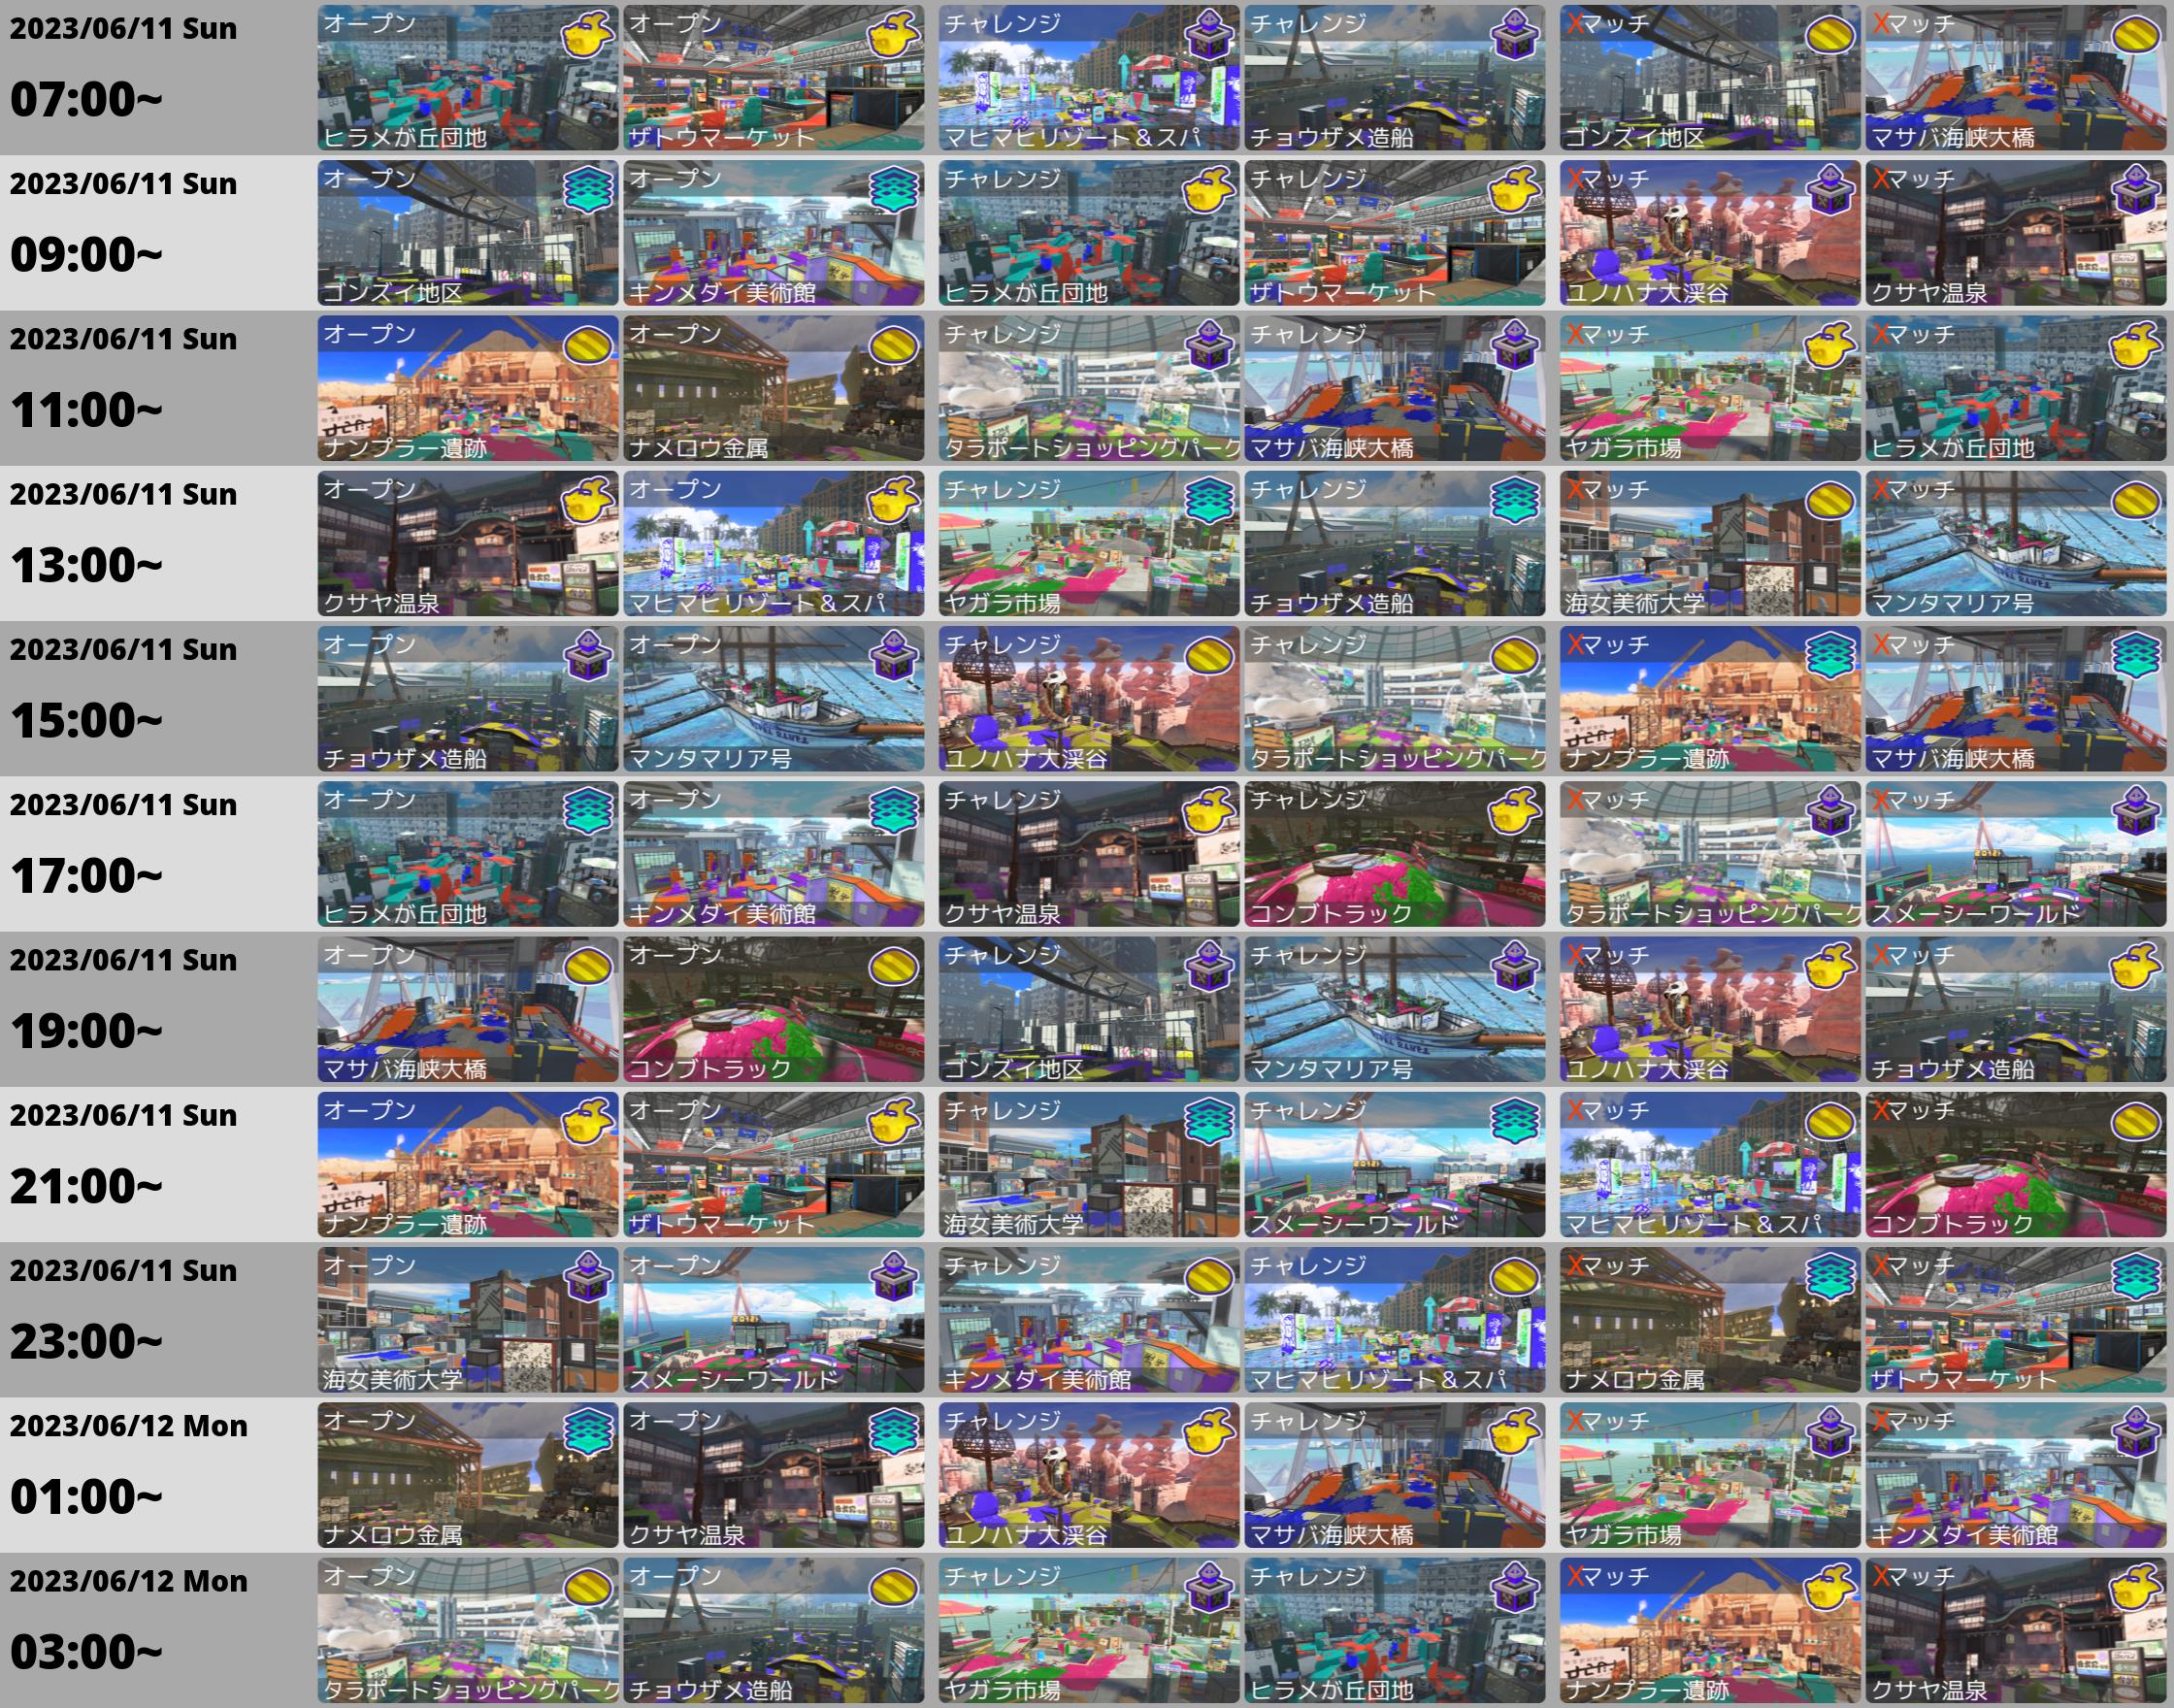 2023/06/11 Sun
07:00~
オープン オープン チャレンジ チャレンジ Xマッチ Xマッチ
ヒラメが丘団地 ザトウマーケット マヒマヒリゾート＆スパ チョウザメ造船 ゴンズイ地区 マサバ海峡大橋
2023/06/11 Sun
09:00~
オープン オープン チャレンジ チャレンジ Xマッチ Xマッチ
ゴンズイ地区 キンメダイ美術館 ヒラメが丘団地 ザトウマーケット ユノハナ大渓谷 クサヤ温泉
2023/06/11 Sun
11:00~
オープン オープン チャレンジ チャレンジ Xマッチ Xマッチ
ナンプラー遺跡 ナメロウ金属 タラポートショッピングパーク マサバ海峡大橋 ヤガラ市場 ヒラメが丘団地
2023/06/11 Sun
13:00~
オープン オープン チャレンジ チャレンジ Xマッチ Xマッチ
クサヤ温泉 マヒマヒリゾート＆スパ ヤガラ市場 チョウザメ造船 海女美術大学 マンタマリア号
2023/06/11 Sun
15:00~
オープン オープン チャレンジ チャレンジ Xマッチ Xマッチ
チョウザメ造船 マンタマリア号 ユノハナ大渓谷 タラポートショッピングパーク ナンプラー遺跡 マサバ海峡大橋
2023/06/11 Sun
17:00~
オープン オープン チャレンジ チャレンジ Xマッチ Xマッチ
ヒラメが丘団地 キンメダイ美術館 クサヤ温泉 コンブトラック タラポートショッピングパーク スメーシーワールド
2023/06/11 Sun
19:00~
オープン オープン チャレンジ チャレンジ Xマッチ Xマッチ
マサバ海峡大橋 コンブトラック ゴンズイ地区 マンタマリア号 ユノハナ大渓谷 チョウザメ造船
2023/06/11 Sun
21:00~
オープン オープン チャレンジ チャレンジ Xマッチ Xマッチ
ナンプラー遺跡 ザトウマーケット 海女美術大学 スメーシーワールド マヒマヒリゾート＆スパ コンブトラック
2023/06/11 Sun
23:00~
オープン オープン チャレンジ チャレンジ Xマッチ Xマッチ
海女美術大学 スメーシーワールド キンメダイ美術館 マヒマヒリゾート＆スパ ナメロウ金属 ザトウマーケット
2023/06/12 Mon
01:00~
オープン オープン チャレンジ チャレンジ Xマッチ Xマッチ
ナメロウ金属 クサヤ温泉 ユノハナ大渓谷 マサバ海峡大橋 ヤガラ市場 キンメダイ美術館
2023/06/12 Mon
03:00~
オープン オープン チャレンジ チャレンジ Xマッチ Xマッチ
タラポートショッピングパーク チョウザメ造船 ヤガラ市場 ヒラメが丘団地 ナンプラー遺跡 クサヤ温泉